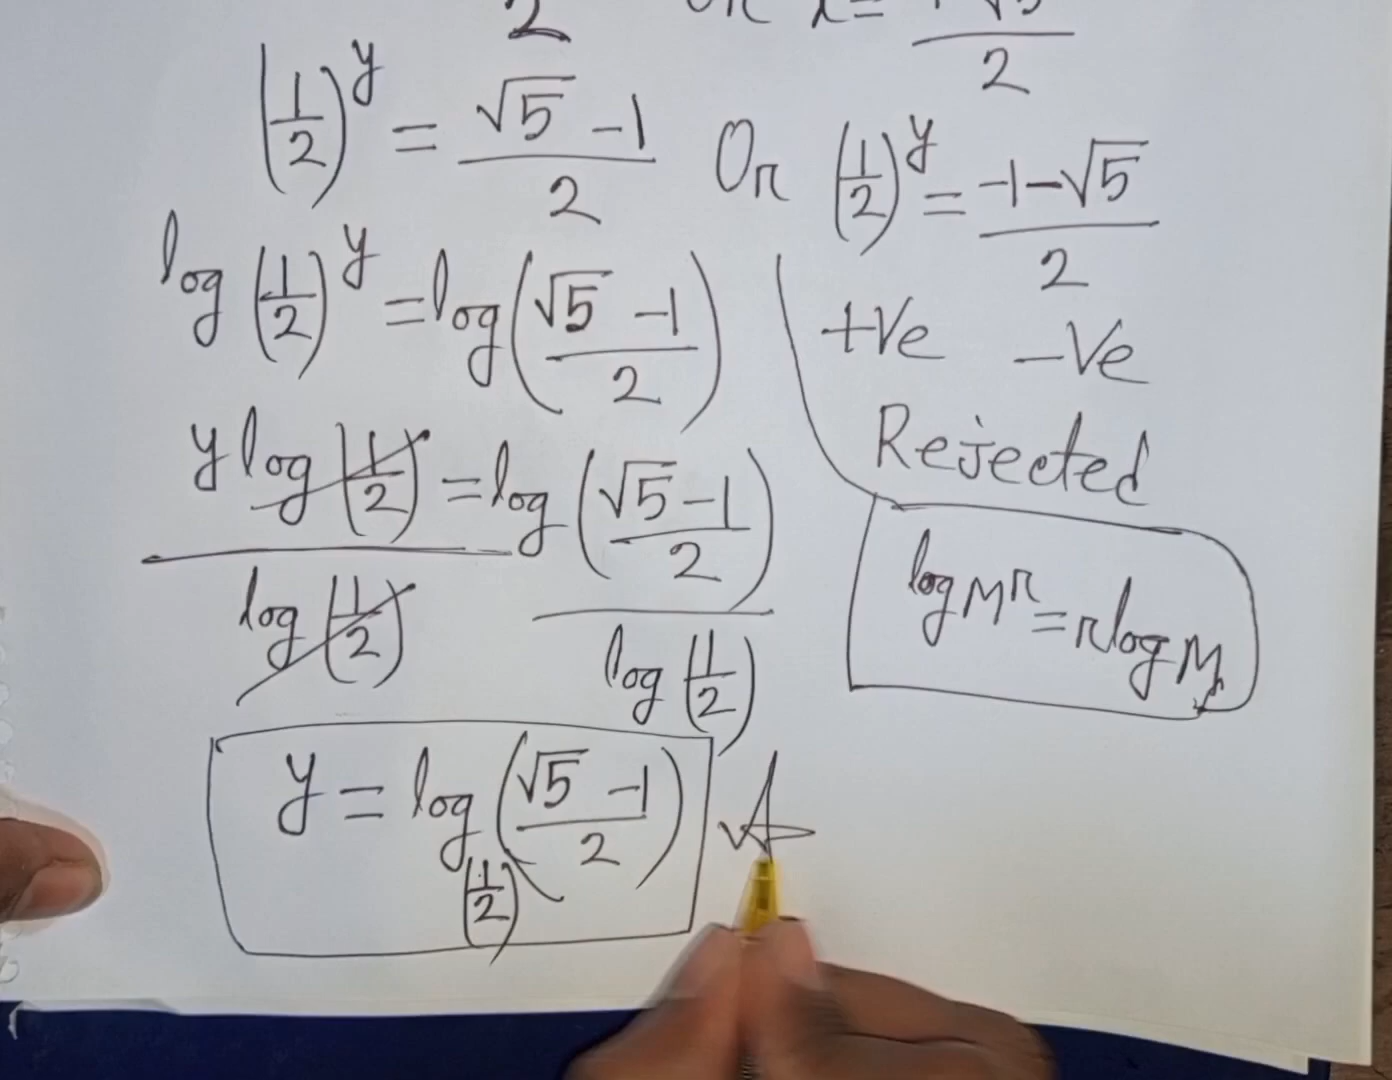 2
(1/2)^y = (√5 - 1)/2 Or (1/2)^y = (-1-√5)/2
+ve -ve
Rejected
log (1/2)^y = log ((√5 - 1)/2)
y log (1/2) = log ((√5-1)/2)
log (1/2) log (1/2)
log M^r = r log M
y = log_(1/2) ((√5 - 1)/2)